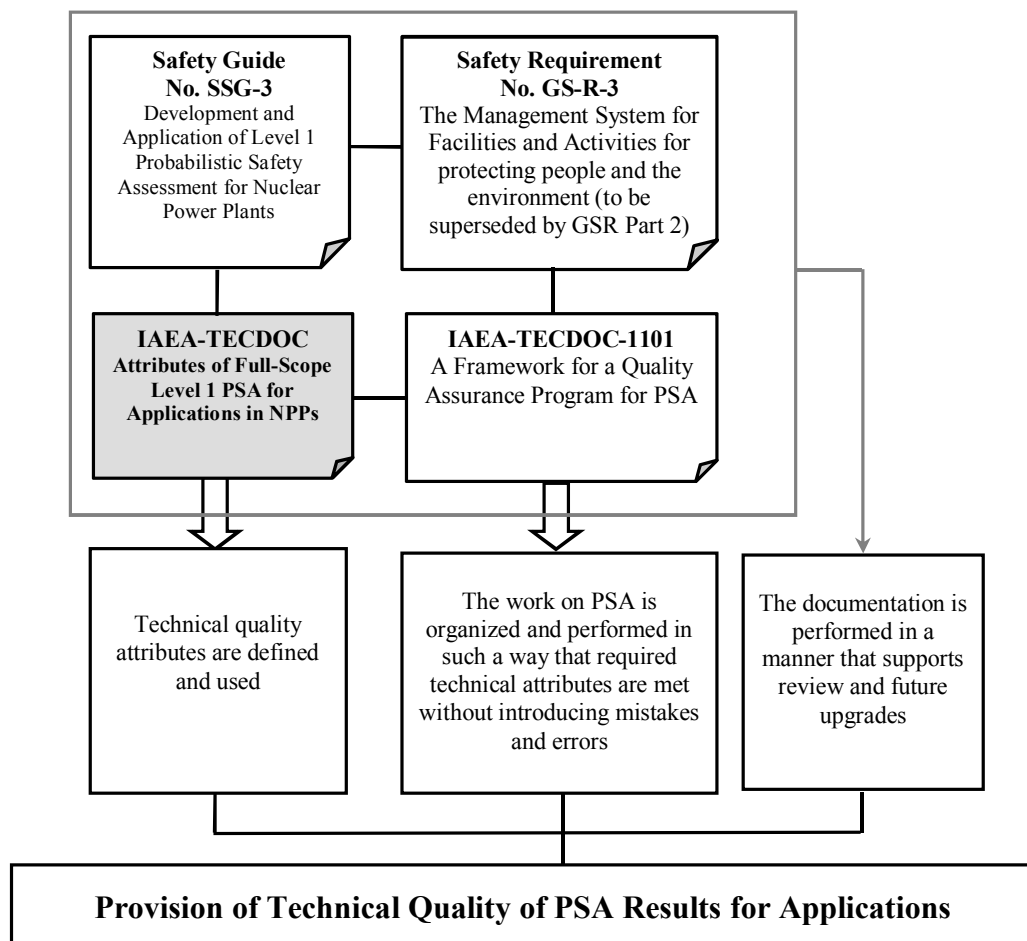 Safety Guide
No. SSG-3
Development and
Application of Level 1
Probabilistic Safety
Assessment for Nuclear
Power Plants
Safety Requirement
No. GS-R-3
The Management System for
Facilities and Activities for
protecting people and the
environment (to be
superseded by GSR Part 2)
IAEA-TECDOC
Attributes of Full-Scope
Level 1 PSA for
Applications in NPPs
IAEA-TECDOC-1101
A Framework for a Quality
Assurance Program for PSA
Technical quality
attributes are defined
and used
The work on PSA is
organized and performed in
such a way that required
technical attributes are met
without introducing mistakes
and errors
The documentation is
performed in a
manner that supports
review and future
upgrades
Provision of Technical Quality of PSA Results for Applications